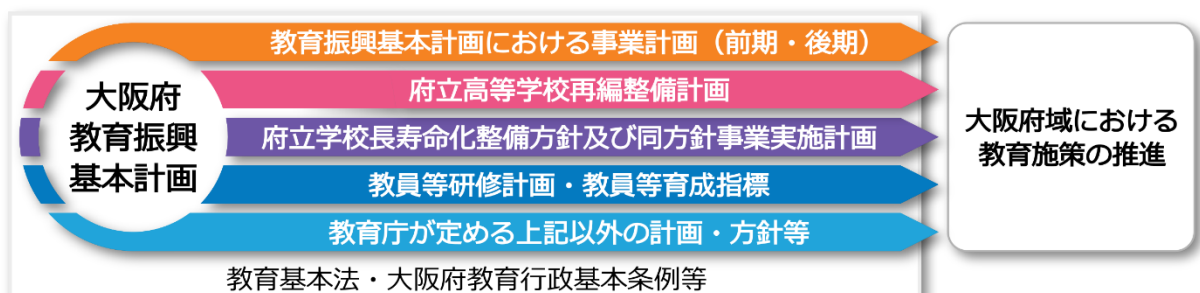 大阪府
教育振興
基本計画
教育振興基本計画における事業計画（前期・後期）
府立高等学校再編整備計画
府立学校長寿命化整備方針及び同方針事業実施計画
教員等研修計画・教員等育成指標
教育庁が定める上記以外の計画・方針等
教育基本法・大阪府教育行政基本条例等
大阪府域における
教育施策の推進